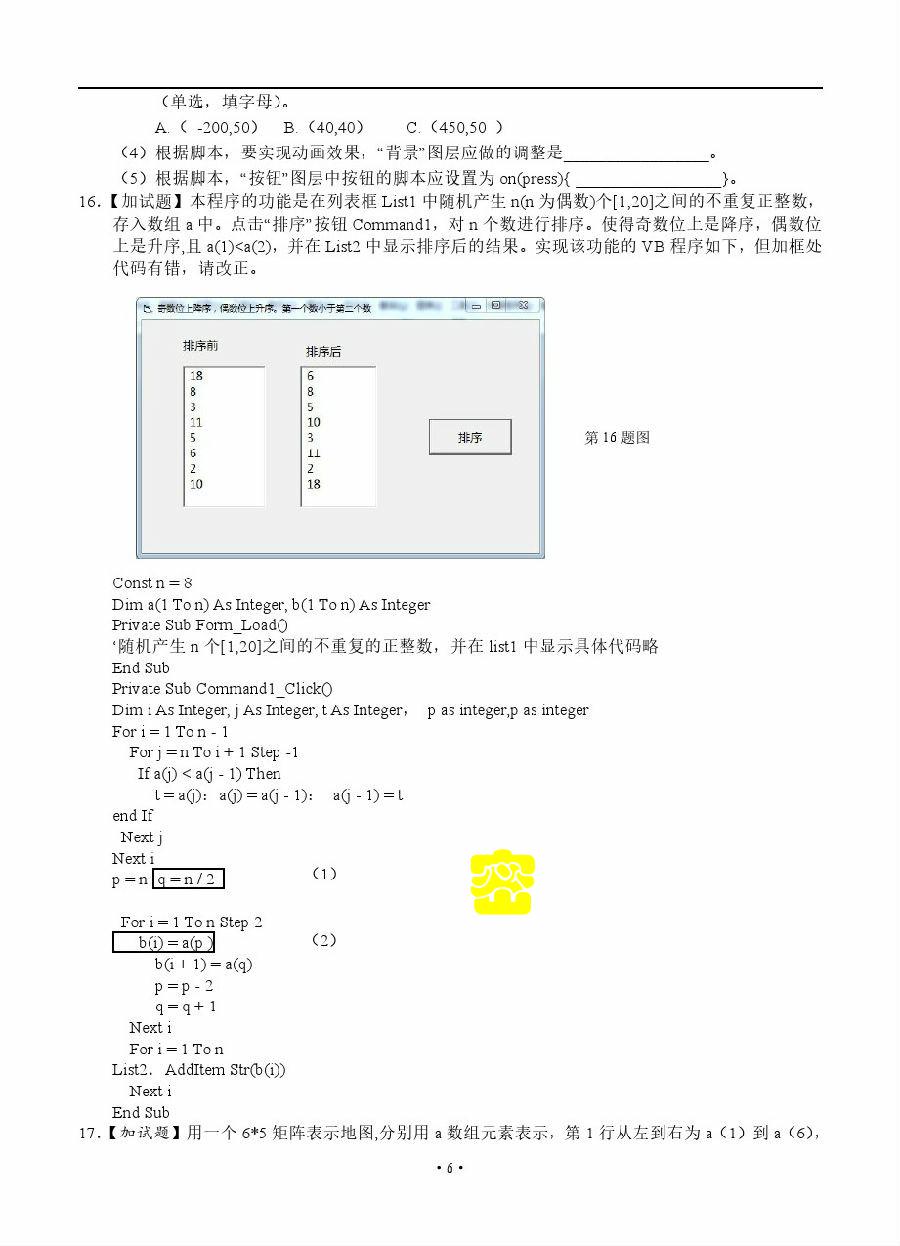 （单选，填字母）。
A.（ -200,50） B.（40,40） C.（450,50 ）
（4）根据脚本，要实现动画效果，“背景”图层应做的调整是__________________。
（5）根据脚本，“按钮”图层中按钮的脚本应设置为 on(press){ __________________}。
16.【加试题】本程序的功能是在列表框 List1 中随机产生 n(n 为偶数)个[1,20]之间的不重复正整数，
存入数组 a 中。点击“排序”按钮 Command1，对 n 个数进行排序。使得奇数位上是降序，偶数位
上是升序,且 a(1)<a(2)，并在 List2 中显示排序后的结果。实现该功能的 VB 程序如下，但加框处
代码有错，请改正。
奇数位上降序，偶数位上升序。第一个数小于第二个数
排序前 排序后
18 6
8 8
3 5
11 10
5 3
6 11
2 2
10 18
排序
第 16 题图
Const n = 8
Dim a(1 To n) As Integer, b(1 To n) As Integer
Private Sub Form_Load()
‘随机产生 n 个[1,20]之间的不重复的正整数，并在 list1 中显示具体代码略
End Sub
Private Sub Command1_Click()
Dim i As Integer, j As Integer, t As Integer， p as integer,p as integer
For i = 1 To n - 1
For j = n To i + 1 Step -1
If a(j) < a(j - 1) Then
t = a(j)：a(j) = a(j - 1)： a(j - 1) = t
end If
Next j
Next i
p = n q = n / 2 （1）
For i = 1 To n Step 2
b(i) = a(p ) （2）
b(i + 1) = a(q)
p = p - 2
q = q + 1
Next i
For i = 1 To n
List2．AddItem Str(b(i))
Next i
End Sub
17.【加试题】用一个 6*5 矩阵表示地图,分别用 a 数组元素表示，第 1 行从左到右为 a（1）到 a（6），
· 6 ·